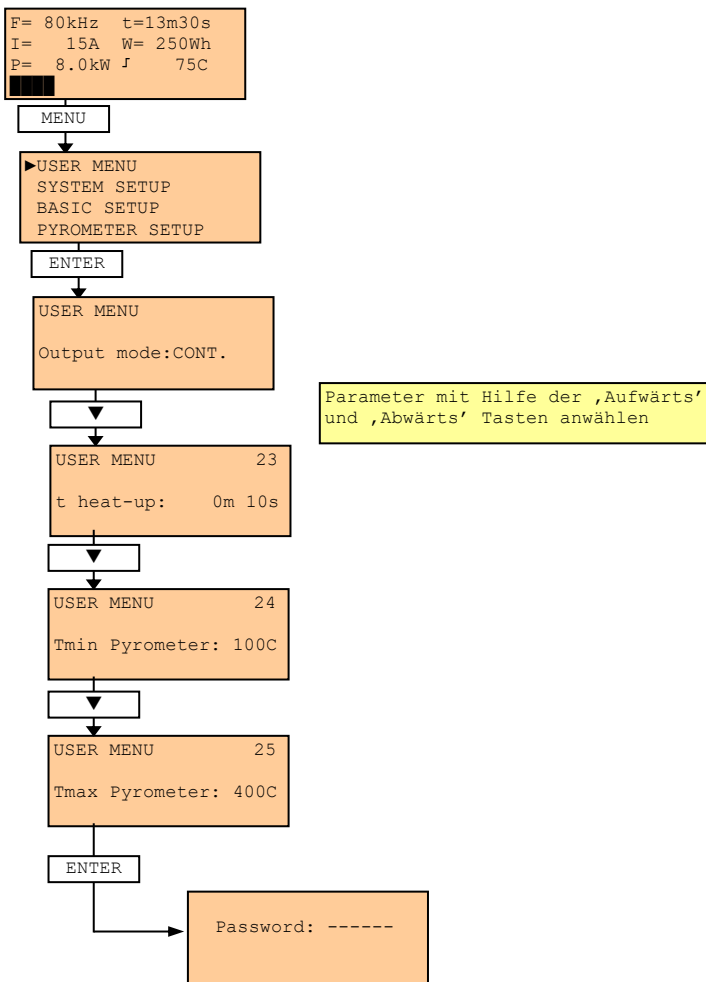 F= 80kHz t=13m30s
I= 15A W= 250Wh
P= 8.0kW ɹ 75C
MENU
►USER MENU
SYSTEM SETUP
BASIC SETUP
PYROMETER SETUP
ENTER
USER MENU
Output mode:CONT.
▼
Parameter mit Hilfe der ‚Aufwärts’
und ‚Abwärts’ Tasten anwählen
USER MENU 23
t heat-up: 0m 10s
▼
USER MENU 24
Tmin Pyrometer: 100C
▼
USER MENU 25
Tmax Pyrometer: 400C
ENTER
Password: ------